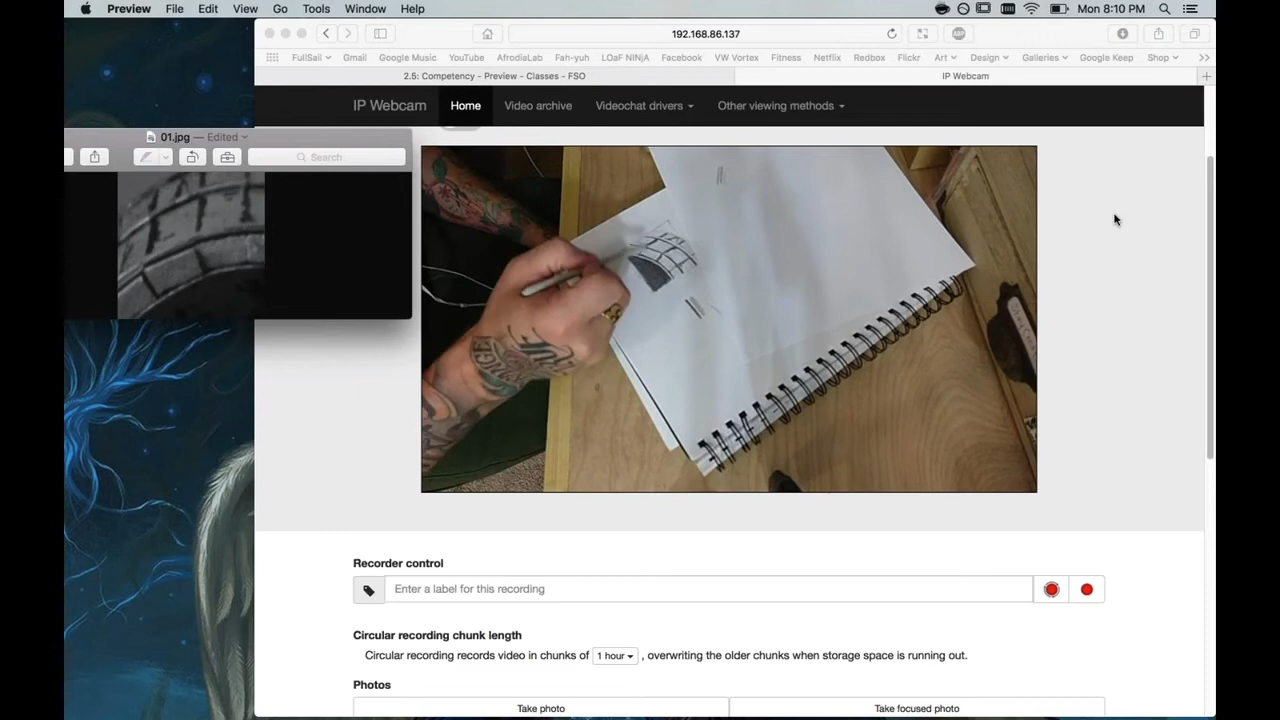 Preview File Edit View Go Tools Window Help Mon 8:10 PM
192.168.86.137
FullSail Gmail Google Music YouTube AfrodiaLab Fah-yuh LOaF NiNjA Facebook VW Vortex Fitness Netflix Redbox Flickr Art Design Galleries Google Keep Shop
2.5: Competency - Preview - Classes - FSO IP Webcam
IP Webcam Home Video archive Videochat drivers Other viewing methods
01.jpg — Edited
Search
ABP
Recorder control
Enter a label for this recording
Circular recording chunk length
Circular recording records video in chunks of 1 hour , overwriting the older chunks when storage space is running out.
Photos
Take photo Take focused photo